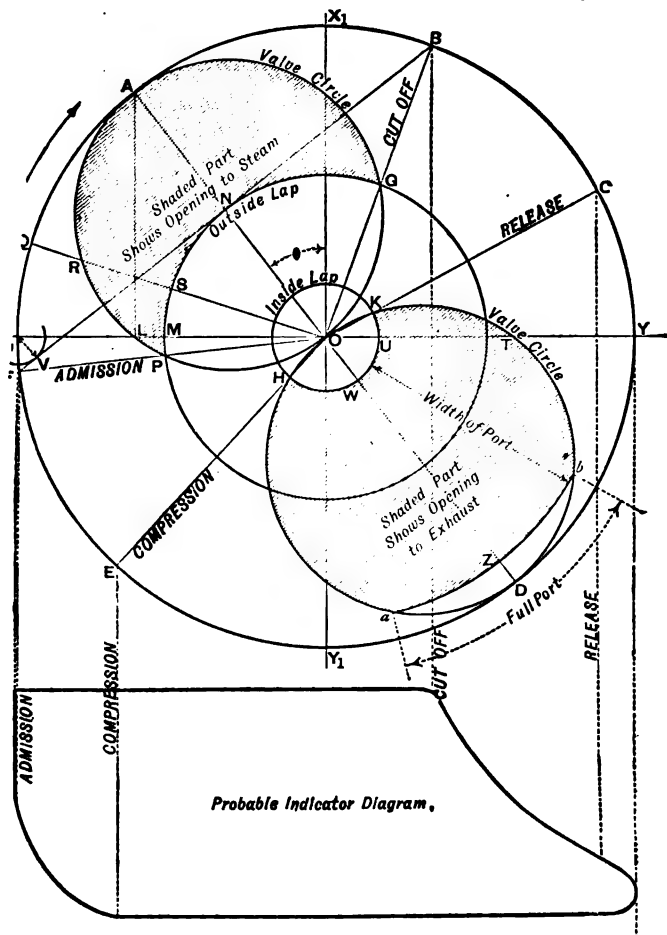 X1
B
Valve Circle
A
CUT OFF
Shaded Part
Shows Opening to Steam
N
Outside Lap
G
C
RELEASE
θ
Inside Lap
R
S
K
Valve Circle
L
M
O
U
T
Y
V
ADMISSION
P
H
W
Width of Port
COMPRESSION
Shaded Part
Shows Opening
to Exhaust
b
E
Z
D
a
Full Port
Y1
CUT OFF
RELEASE
COMPRESSION
ADMISSION
Probable Indicator Diagram.